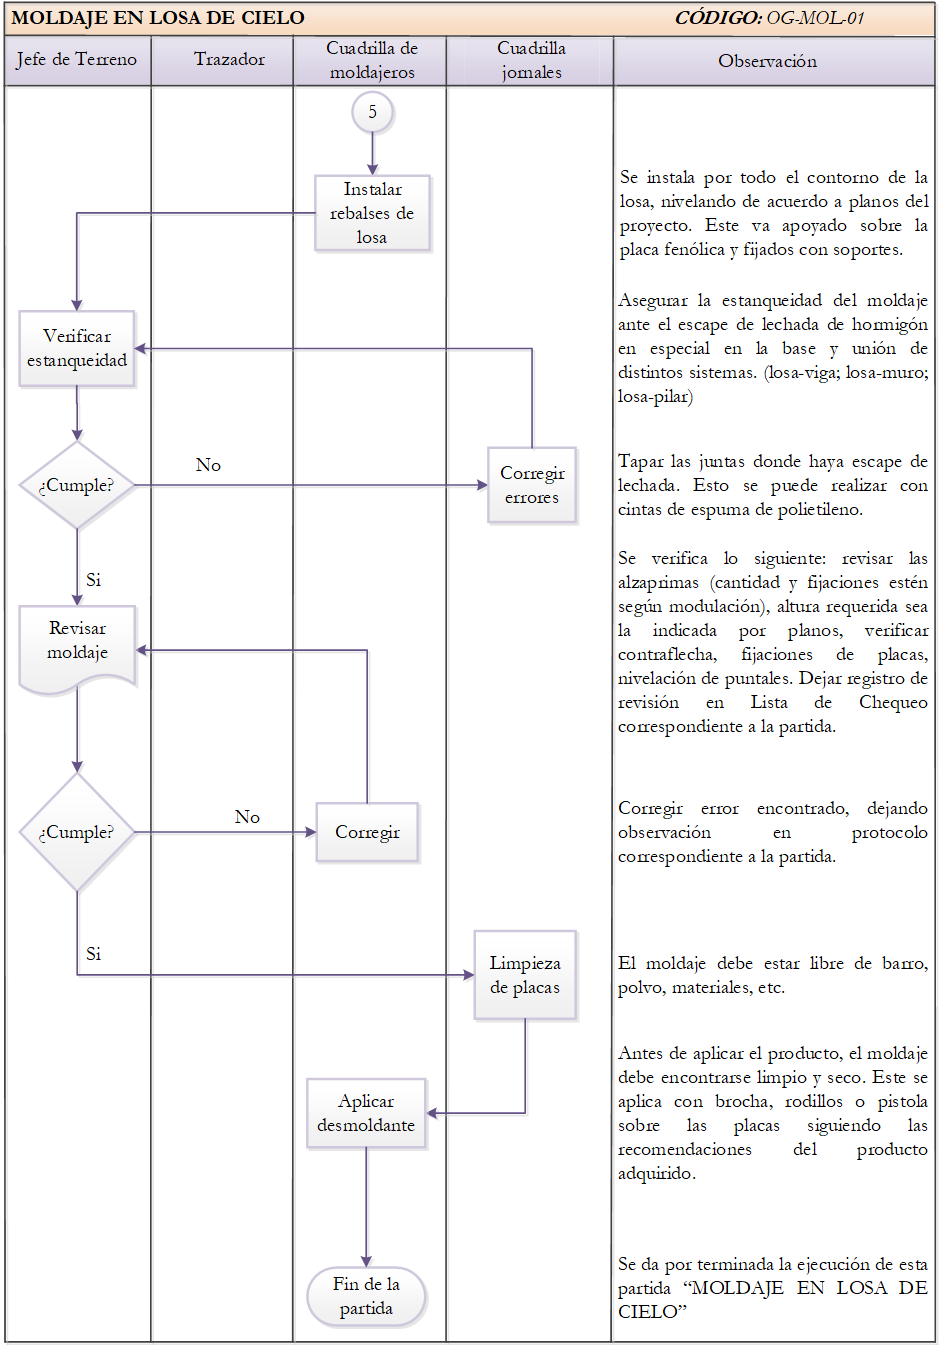 MOLDAJE EN LOSA DE CIELO
CÓDIGO: OG-MOL-01
Jefe de Terreno
Trazador
Cuadrilla de
moldajeros
Cuadrilla
jornales
Observación
5
Instalar
rebalses de
losa
Se instala por todo el contorno de la
losa, nivelando de acuerdo a planos del
proyecto. Este va apoyado sobre la
placa fenólica y fijados con soportes.
Verificar
estanqueidad
Asegurar la estanqueidad del moldaje
ante el escape de lechada de hormigón
en especial en la base y unión de
distintos sistemas. (losa-viga; losa-muro;
losa-pilar)
¿Cumple?
No
Corregir
errores
Tapar las juntas donde haya escape de
lechada. Esto se puede realizar con
cintas de espuma de polietileno.
Si
Revisar
moldaje
Se verifica lo siguiente: revisar las
alzaprimas (cantidad y fijaciones estén
según modulación), altura requerida sea
la indicada por planos, verificar
contraflecha, fijaciones de placas,
nivelación de puntales. Dejar registro de
revisión en Lista de Chequeo
correspondiente a la partida.
¿Cumple?
No
Corregir
Corregir error encontrado, dejando
observación en protocolo
correspondiente a la partida.
Si
Limpieza
de placas
El moldaje debe estar libre de barro,
polvo, materiales, etc.
Aplicar
desmoldante
Antes de aplicar el producto, el moldaje
debe encontrarse limpio y seco. Este se
aplica con brocha, rodillos o pistola
sobre las placas siguiendo las
recomendaciones del producto
adquirido.
Fin de la
partida
Se da por terminada la ejecución de esta
partida “MOLDAJE EN LOSA DE
CIELO”